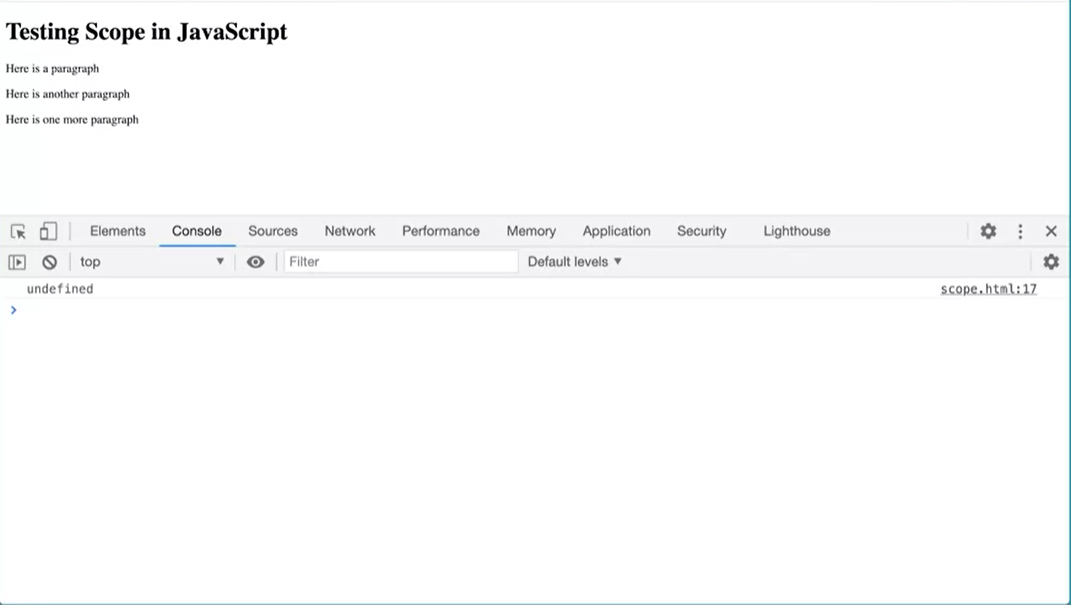 Testing Scope in JavaScript
Here is a paragraph
Here is another paragraph
Here is one more paragraph
Elements Console Sources Network Performance Memory Application Security Lighthouse
top Filter Default levels
undefined scope.html:17